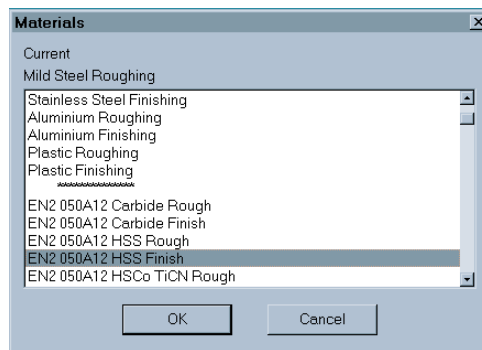 Materials
Current
Mild Steel Roughing
Stainless Steel Finishing
Aluminium Roughing
Aluminium Finishing
Plastic Roughing
Plastic Finishing
**************
EN2 050A12 Carbide Rough
EN2 050A12 Carbide Finish
EN2 050A12 HSS Rough
EN2 050A12 HSS Finish
EN2 050A12 HSCo TiCN Rough
OK Cancel